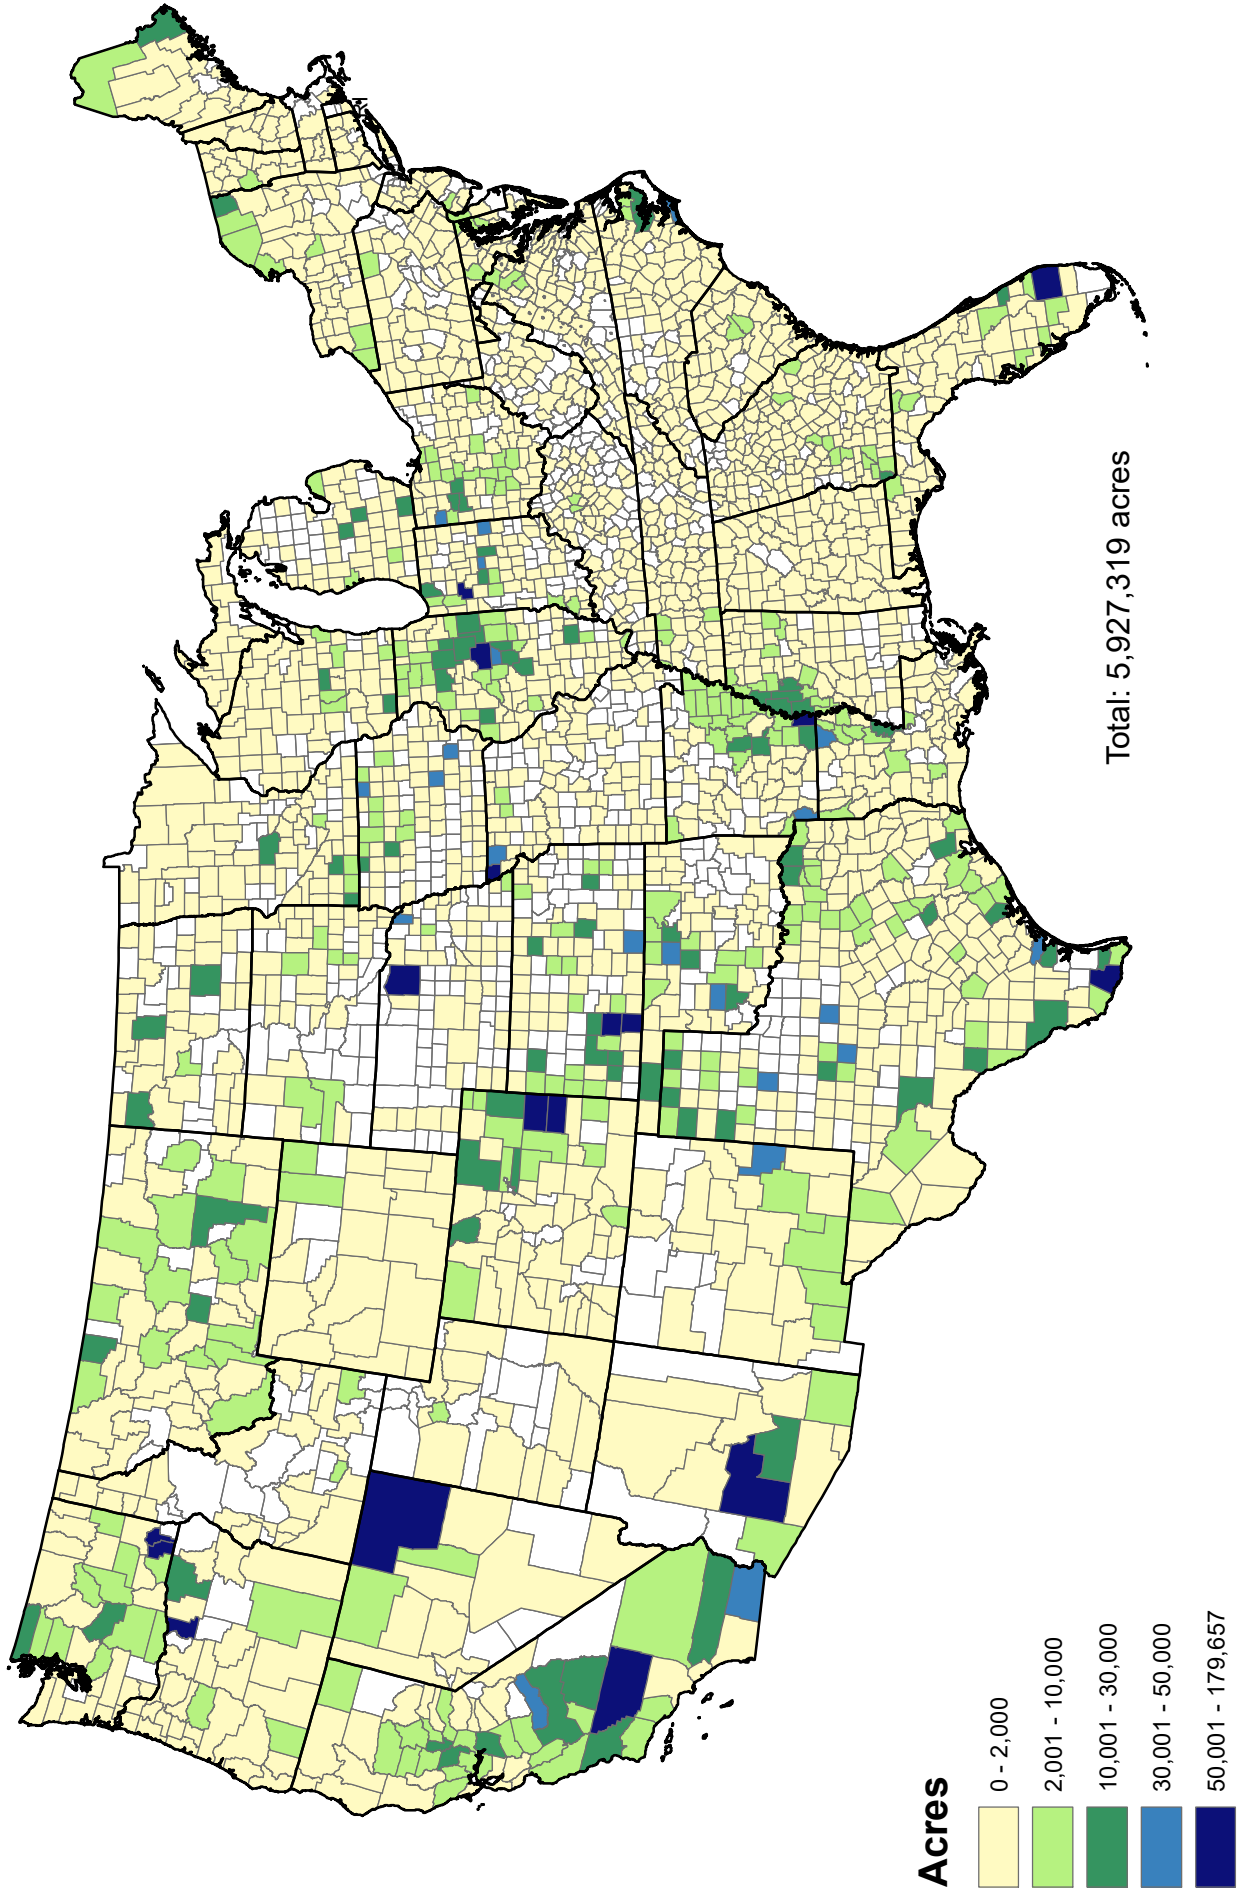 Total: 5,927,319 acres
Acres
0 - 2,000
2,001 - 10,000
10,001 - 30,000
30,001 - 50,000
50,001 - 179,657